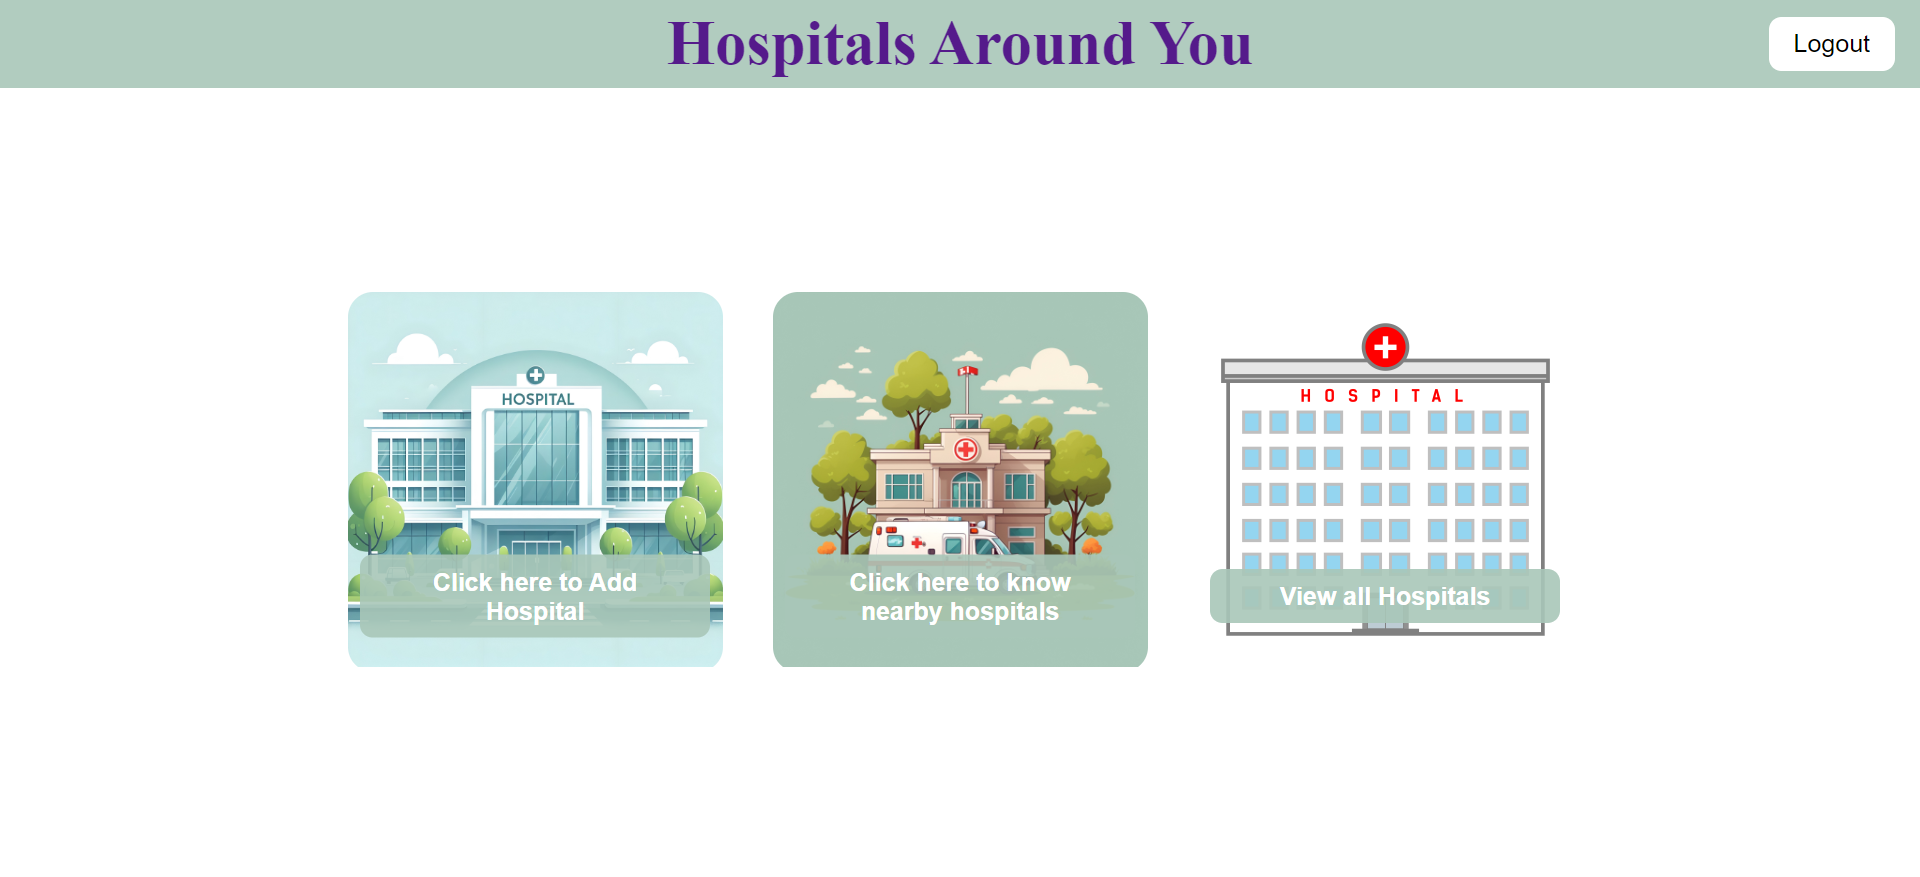 Hospitals Around You
Logout
HOSPITAL
Click here to Add
Hospital
Click here to know
nearby hospitals
HOSPITAL
View all Hospitals